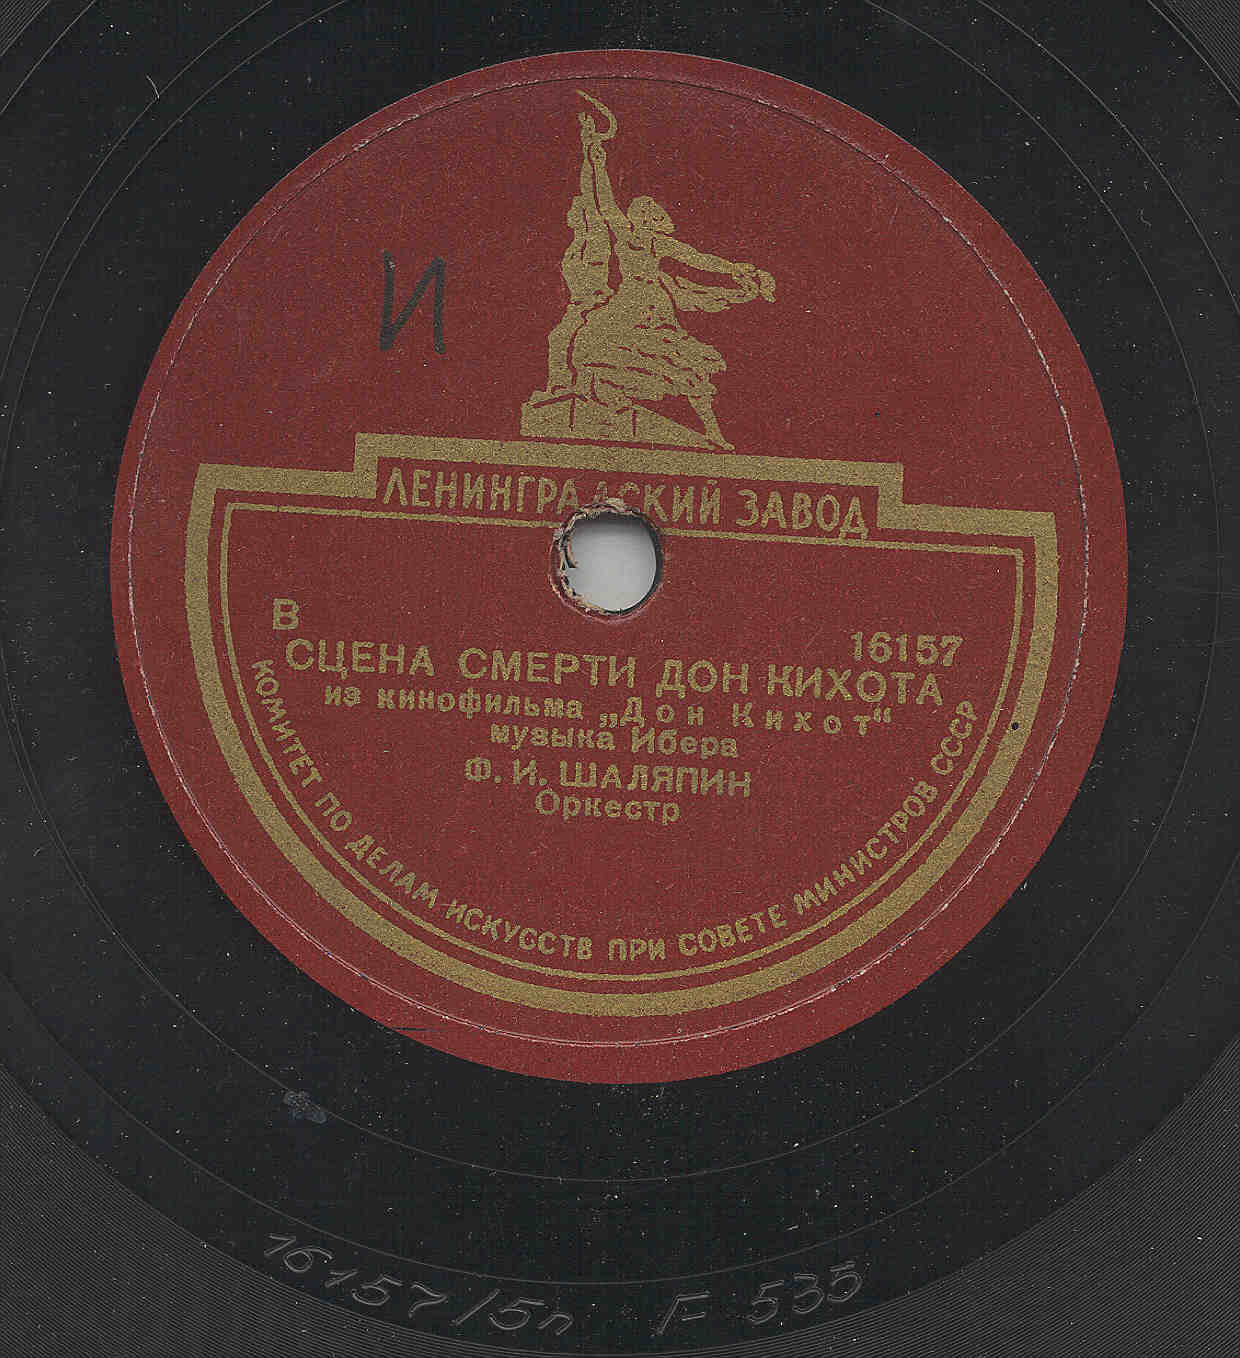 И
ЛЕНИНГРАДСКИЙ ЗАВОД
В
16157
СЦЕНА СМЕРТИ ДОН КИХОТА
из кинофильма „Дон Кихот“
музыка Ибера
Ф. И. ШАЛЯПИН
Оркестр
КОМИТЕТ ПО ДЕЛАМ ИСКУССТВ ПРИ СОВЕТЕ МИНИСТРОВ СССР
16157/5п F 535